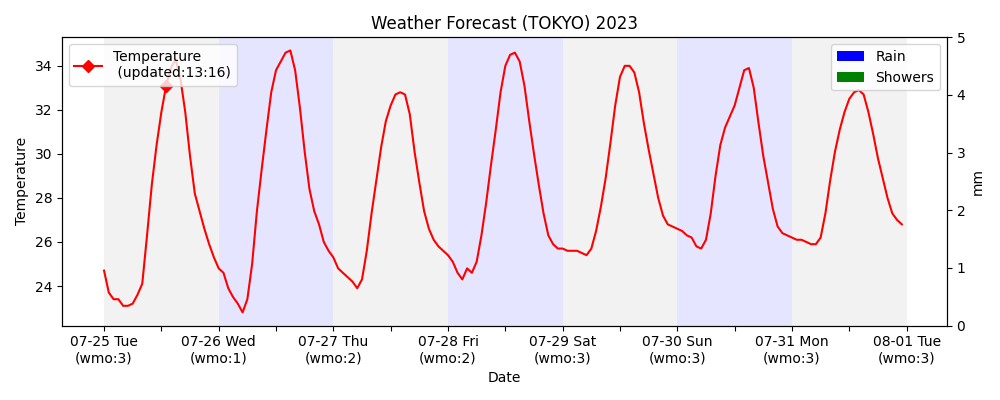 Weather Forecast (TOKYO) 2023
Temperature
(updated:13:16)
Rain
Showers
34
32
30
28
26
24
Temperature
5
4
3
2
1
0
mm
07-25 Tue
(wmo:3)
07-26 Wed
(wmo:1)
07-27 Thu
(wmo:2)
07-28 Fri
(wmo:2)
07-29 Sat
(wmo:3)
07-30 Sun
(wmo:3)
07-31 Mon
(wmo:3)
08-01 Tue
(wmo:3)
Date